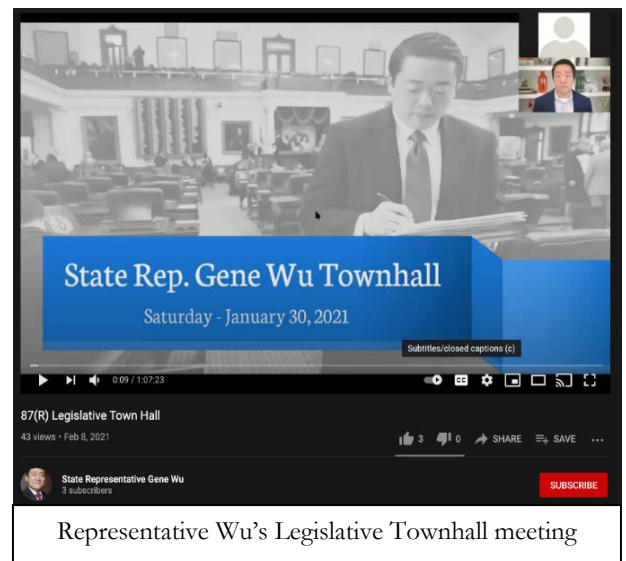 State Rep. Gene Wu Townhall
Saturday - January 30, 2021
Subtitles/closed captions (c)
0:09 / 1:07:23
CC
87(R) Legislative Town Hall
43 views • Feb 8, 2021
3
0
SHARE
SAVE
State Representative Gene Wu
3 subscribers
SUBSCRIBE
Representative Wu’s Legislative Townhall meeting